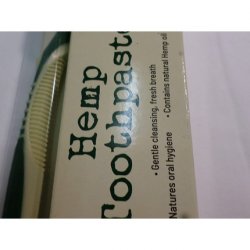 Hemp
Toothpaste
• Gentle cleansing, fresh breath
• Contains natural Hemp oil
Natures oral hygiene